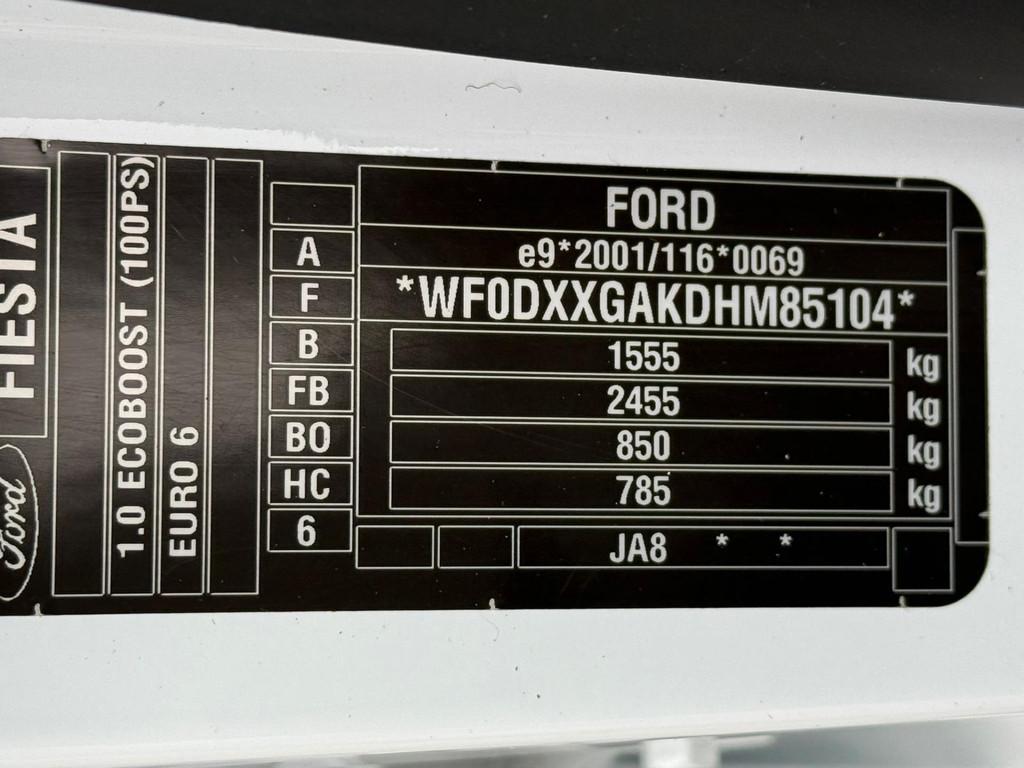 FIESTA
Ford
1.0 ECOBOOST (100PS)
EURO 6
FORD
A e9*2001/116*0069
F *WF0DXXGAKDHM85104*
B 1555 kg
FB 2455 kg
BO 850 kg
HC 785 kg
6 JA8 * *